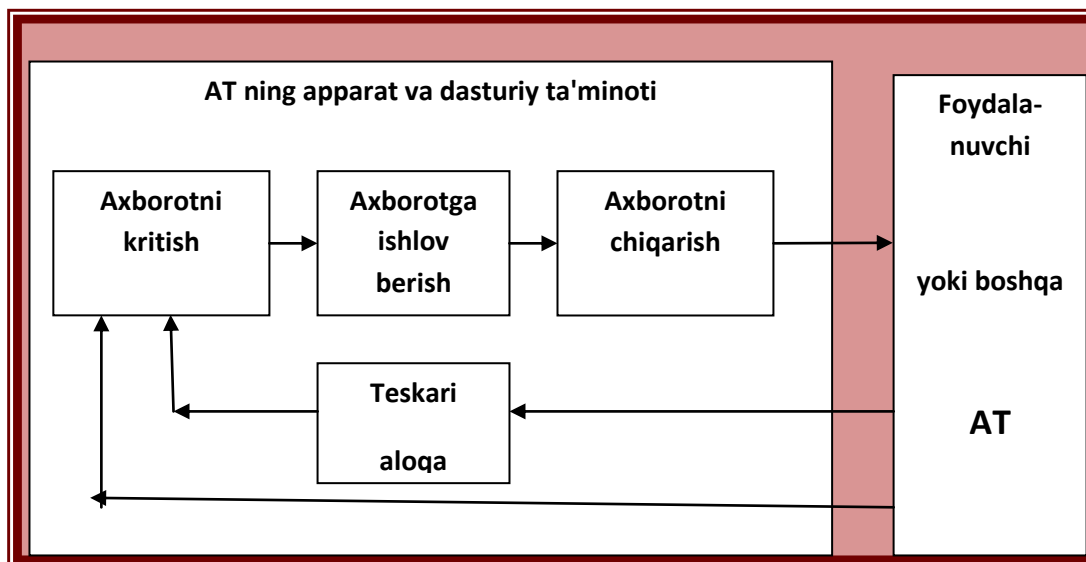 AT ning apparat va dasturiy ta'minoti
Axborotni
kritish
Axborotga
ishlov
berish
Axborotni
chiqarish
Teskari
aloqa
Foydala-
nuvchi
yoki boshqa
AT